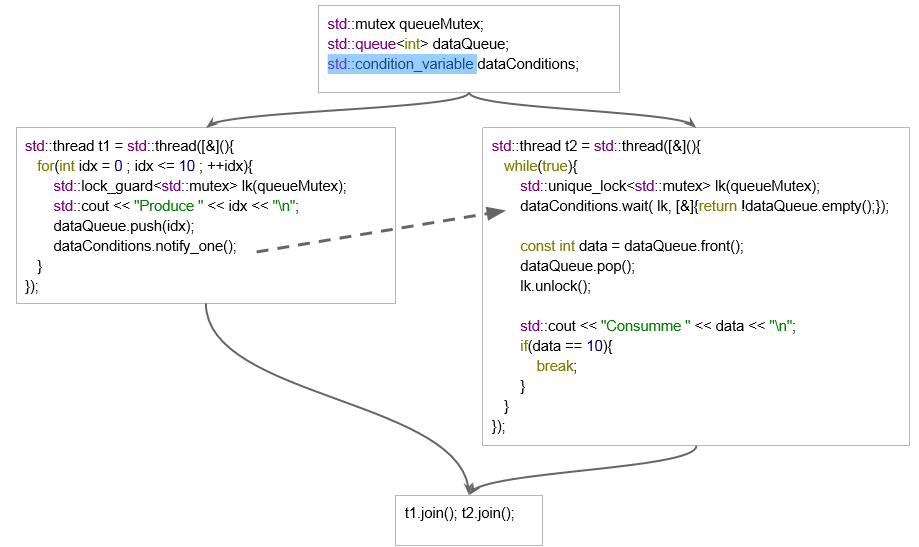 std::mutex queueMutex;
std::queue<int> dataQueue;
std::condition_variable dataConditions;
std::thread t1 = std::thread([&](){
for(int idx = 0 ; idx <= 10 ; ++idx){
std::lock_guard<std::mutex> lk(queueMutex);
std::cout << "Produce " << idx << "\n";
dataQueue.push(idx);
dataConditions.notify_one();
}
});
std::thread t2 = std::thread([&](){
while(true){
std::unique_lock<std::mutex> lk(queueMutex);
dataConditions.wait( lk, [&]{return !dataQueue.empty();});
const int data = dataQueue.front();
dataQueue.pop();
lk.unlock();
std::cout << "Consumme " << data << "\n";
if(data == 10){
break;
}
}
});
t1.join(); t2.join();